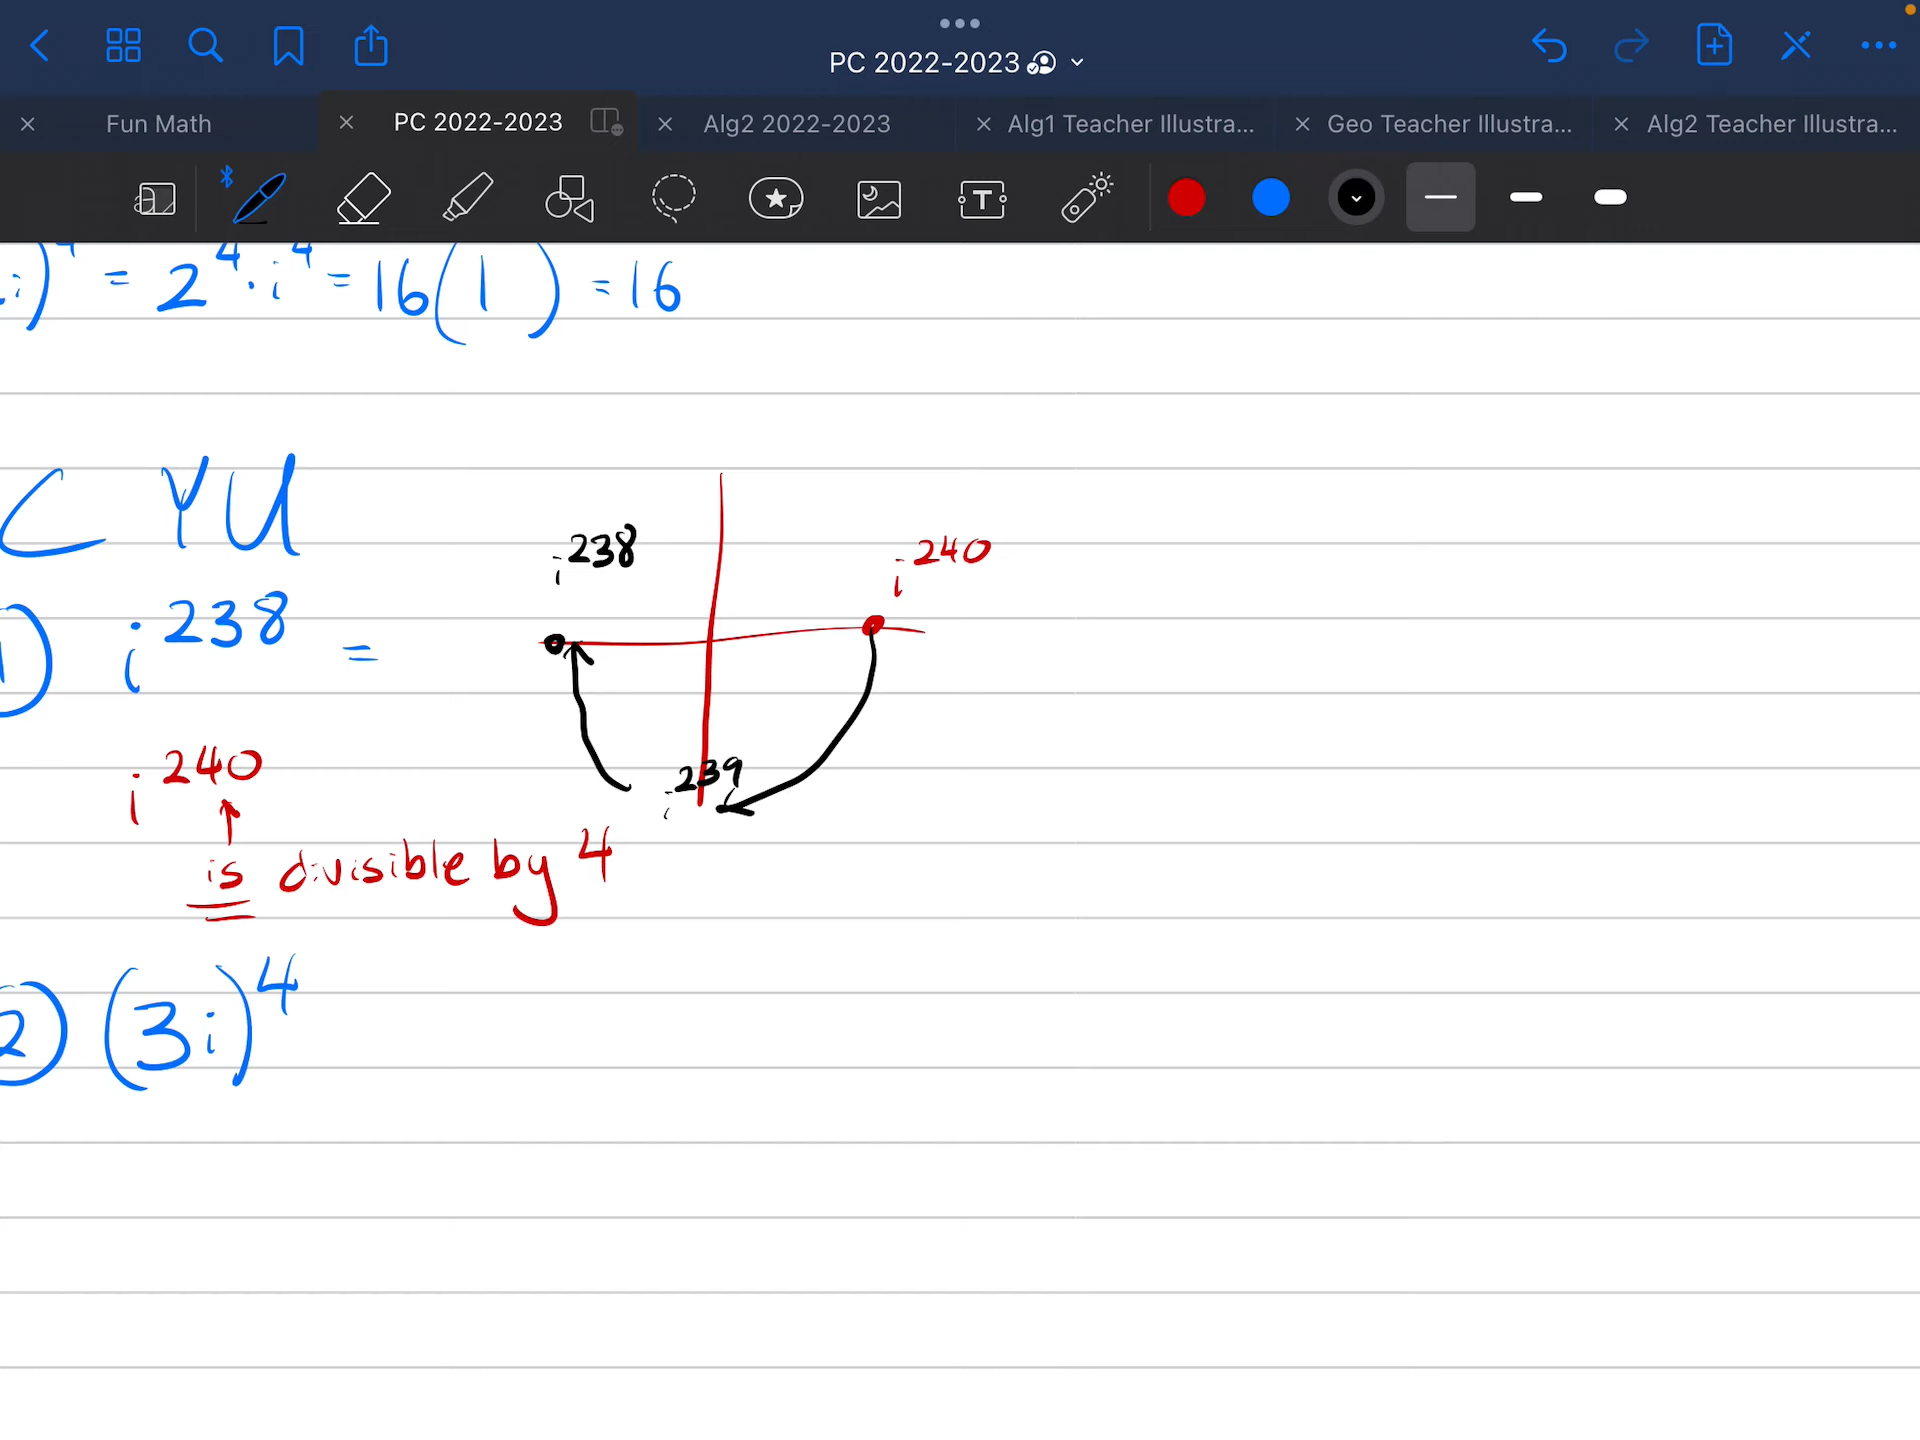 PC 2022-2023
Fun Math
PC 2022-2023
Alg2 2022-2023
Alg1 Teacher Illustra...
Geo Teacher Illustra...
Alg2 Teacher Illustra...
i)⁴ = 2⁴ · i⁴ = 16(1) = 16
CYU
1) i²³⁸ =
i²³⁸
i²⁴⁰
i²³⁹
i²⁴⁰
is divisible by 4
2) (3i)⁴